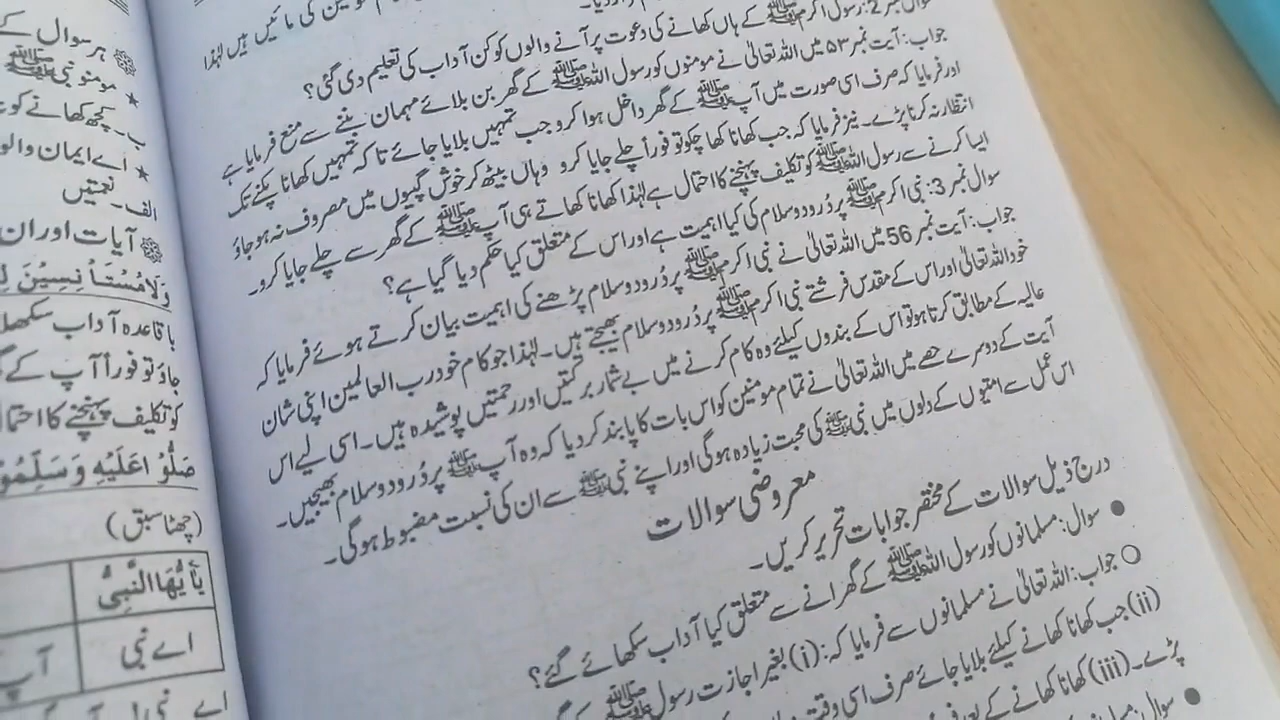 مومنین کی مائیں ہیں لہٰذا
سوال نمبر 2: رسول اکرم ﷺ کے ہاں کھانے کی دعوت پر آنے والوں کو کن آداب کی تعلیم دی گئی؟
جواب: آیت نمبر ۵۳ میں اللہ تعالیٰ نے مومنوں کو رسول اللہ ﷺ کے گھر بن بلائے مہمان بننے سے منع فرمایا ہے
اور فرمایا کہ صرف اسی صورت میں آپ ﷺ کے گھر داخل ہوا کرو جب تمہیں بلایا جائے تاکہ تمہیں کھانا پکنے تک
انتظار نہ کرنا پڑے۔ نیز فرمایا کہ جب کھانا کھا چکو تو فوراً چلے جایا کرو وہاں بیٹھ کر خوش گپیوں میں مصروف نہ ہو جاؤ
ایسا کرنے سے رسول اللہ ﷺ کو تکلیف پہنچنے کا احتمال ہے لہٰذا کھانا کھاتے ہی آپ ﷺ کے گھر سے چلے جایا کرو۔
سوال نمبر 3: نبی اکرم ﷺ پر دُرود و سلام کی کیا اہمیت ہے اور اس کے متعلق کیا حکم دیا گیا ہے؟
جواب: آیت نمبر 56 میں اللہ تعالیٰ نے نبی اکرم ﷺ پر دُرود و سلام پڑھنے کی اہمیت بیان کرتے ہوئے فرمایا کہ
خود اللہ تعالیٰ اور اس کے مقدس فرشتے نبی اکرم ﷺ پر دُرود و سلام بھیجتے ہیں۔ لہٰذا جو کام خود رب العالمین اپنی شان
عالیہ کے مطابق کرتا ہو تو اس کے بندوں کیلئے وہ کام کرنے میں بے شمار برکتیں اور رحمتیں پوشیدہ ہیں۔ اسی لیے اس
آیت کے دوسرے حصے میں اللہ تعالیٰ نے تمام مومنین کو اس بات کا پابند کر دیا کہ وہ آپ ﷺ پر دُرود و سلام بھیجیں۔
اس عمل سے امتیوں کے دلوں میں نبی ﷺ کی محبت زیادہ ہوگی اور اپنے نبی ﷺ سے ان کی نسبت مضبوط ہوگی۔
معروضی سوالات
درج ذیل سوالات کے مختصر جوابات تحریر کریں۔
● سوال: مسلمانوں کو رسول اللہ ﷺ کے گھرانے سے متعلق کیا آداب سکھائے گئے؟
○ جواب: اللہ تعالیٰ نے مسلمانوں سے فرمایا کہ: (i) بغیر اجازت رسول ﷺ کے
(ii) جب کھانا کھانے کیلئے بلایا جائے صرف اسی وقت
پڑے۔ (iii) کھانا کھانے کے بعد
● سوال:
ہر سوال کے
مومنو نبی ﷺ
ب۔ کچھ کھانے کو
★ اے ایمان والو
الف۔ نعمتیں
آیات اور ان
وَلَا مُسْتَاْنِسِيْنَ
باقاعدہ آداب سکھل
جاؤ تو فوراً آپ کے
کو تکلیف پہنچنے کا احتما
صَلُّوْا عَلَيْهِ وَسَلِّمُوْ
(چھٹا سبق)
يٰٓاَيُّهَا النَّبِىُّ
اے نبی
آپ
اے نبی